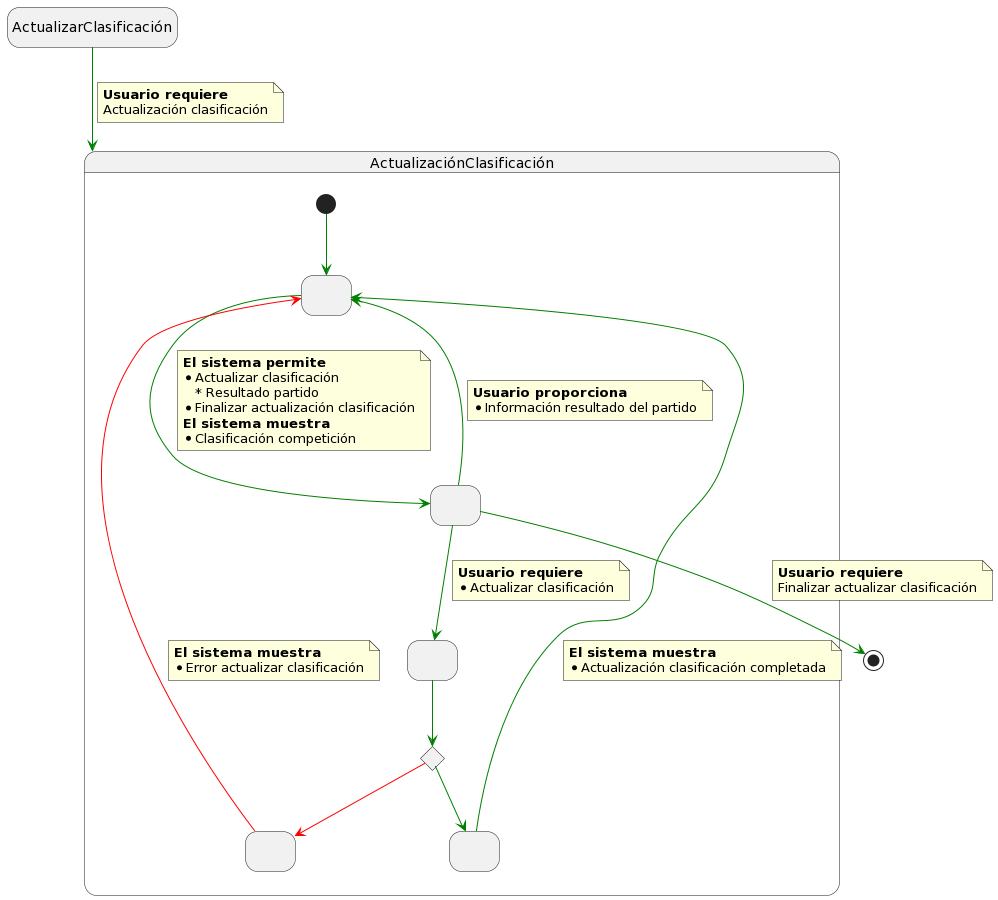 ActualizarClasificación
Usuario requiere
Actualización clasificación
ActualizaciónClasificación
El sistema permite
• Actualizar clasificación
* Resultado partido
• Finalizar actualización clasificación
El sistema muestra
• Clasificación competición
Usuario proporciona
• Información resultado del partido
Usuario requiere
• Actualizar clasificación
Usuario requiere
Finalizar actualizar clasificación
El sistema muestra
• Error actualizar clasificación
El sistema muestra
• Actualización clasificación completada